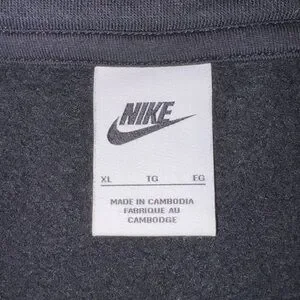 NIKE
XL TG EG
MADE IN CAMBODIA
FABRIQUE AU
CAMBODGE